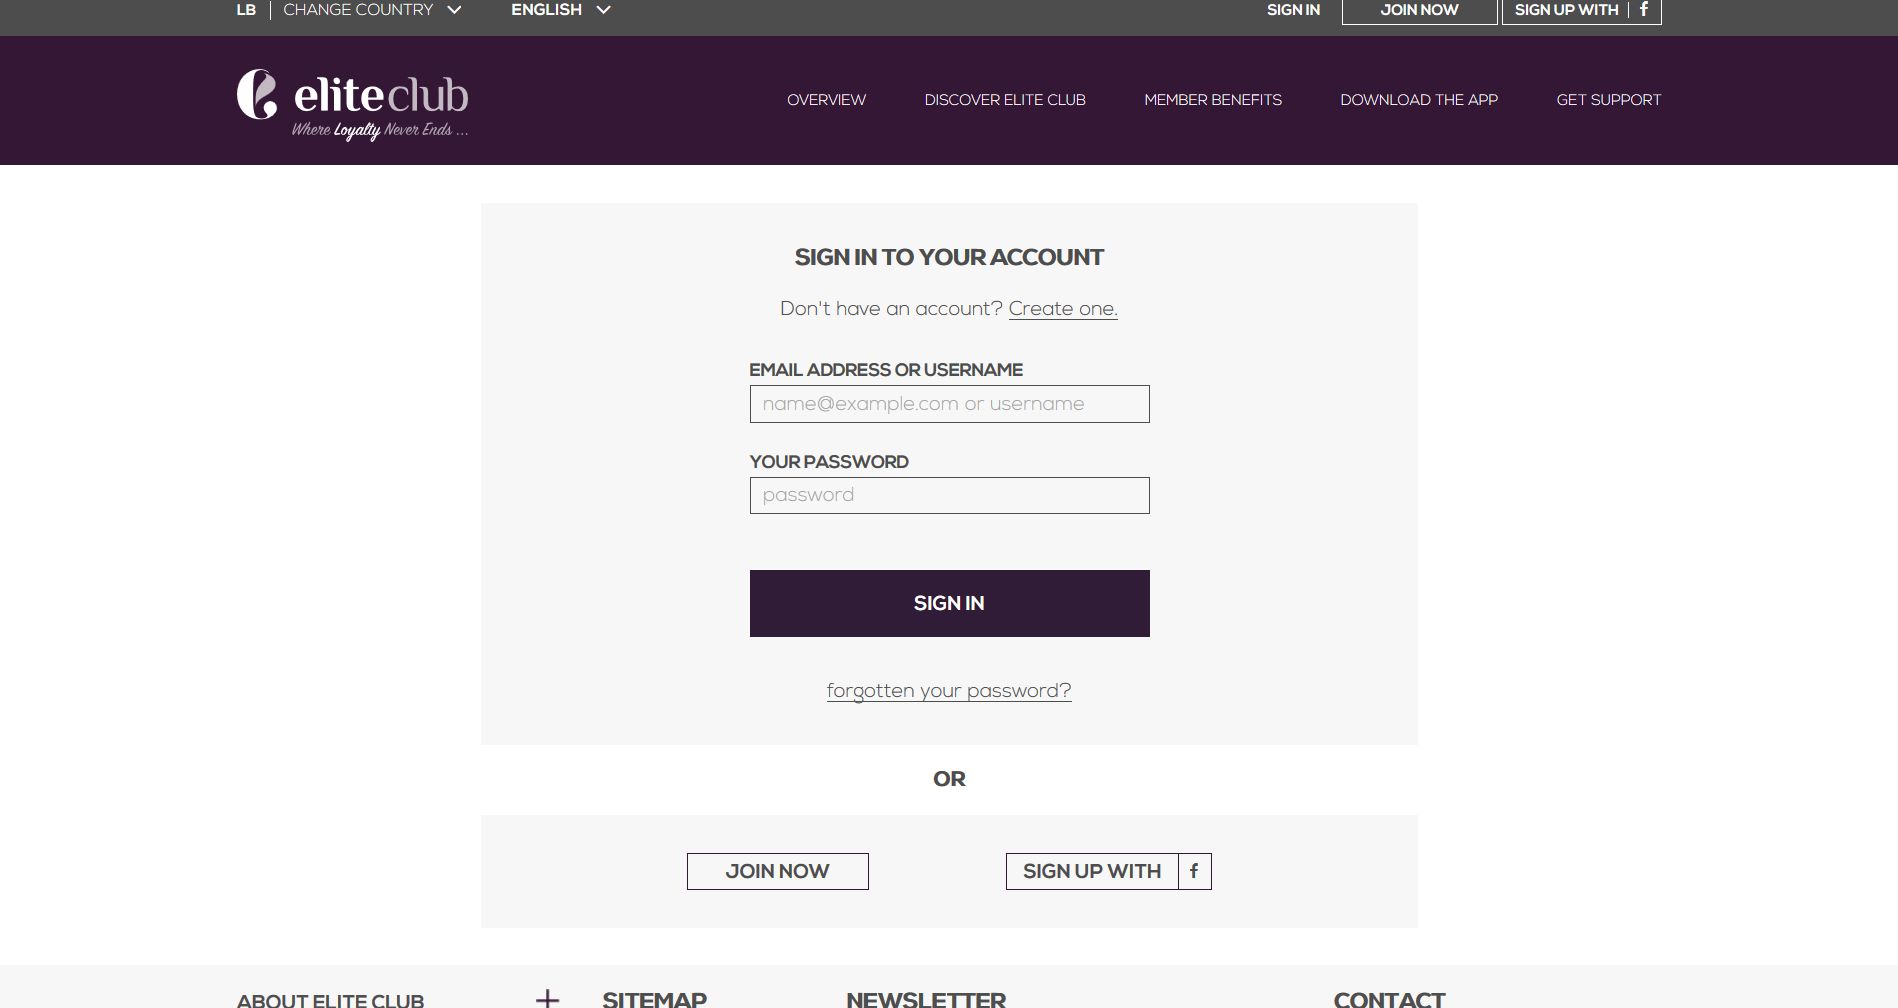 LB CHANGE COUNTRY ENGLISH SIGN IN JOIN NOW SIGN UP WITH f
eliteclub
Where Loyalty Never Ends ...
OVERVIEW DISCOVER ELITE CLUB MEMBER BENEFITS DOWNLOAD THE APP GET SUPPORT
SIGN IN TO YOUR ACCOUNT
Don't have an account? Create one.
EMAIL ADDRESS OR USERNAME
name@example.com or username
YOUR PASSWORD
password
SIGN IN
forgotten your password?
OR
JOIN NOW SIGN UP WITH f
ABOUT ELITE CLUB SITEMAP NEWSLETTER CONTACT